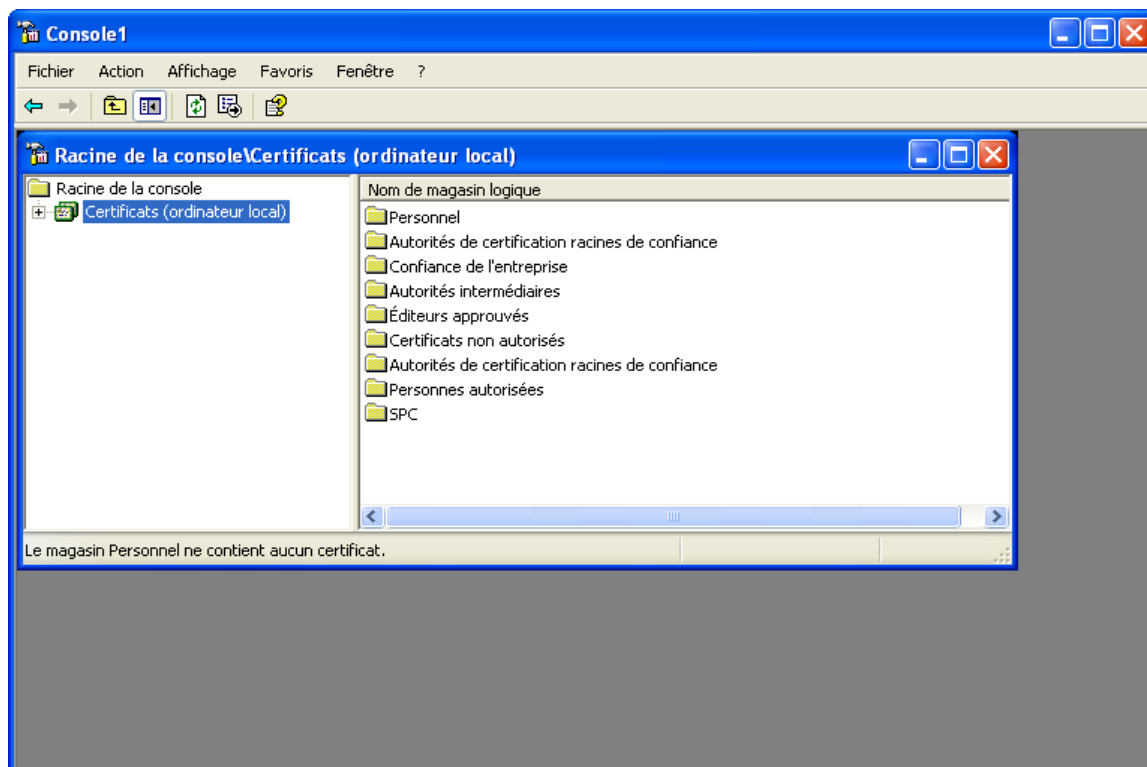 Console1
Fichier Action Affichage Favoris Fenêtre ?
Racine de la console\Certificats (ordinateur local)
Racine de la console
Certificats (ordinateur local)
Nom de magasin logique
Personnel
Autorités de certification racines de confiance
Confiance de l'entreprise
Autorités intermédiaires
Éditeurs approuvés
Certificats non autorisés
Autorités de certification racines de confiance
Personnes autorisées
SPC
Le magasin Personnel ne contient aucun certificat.